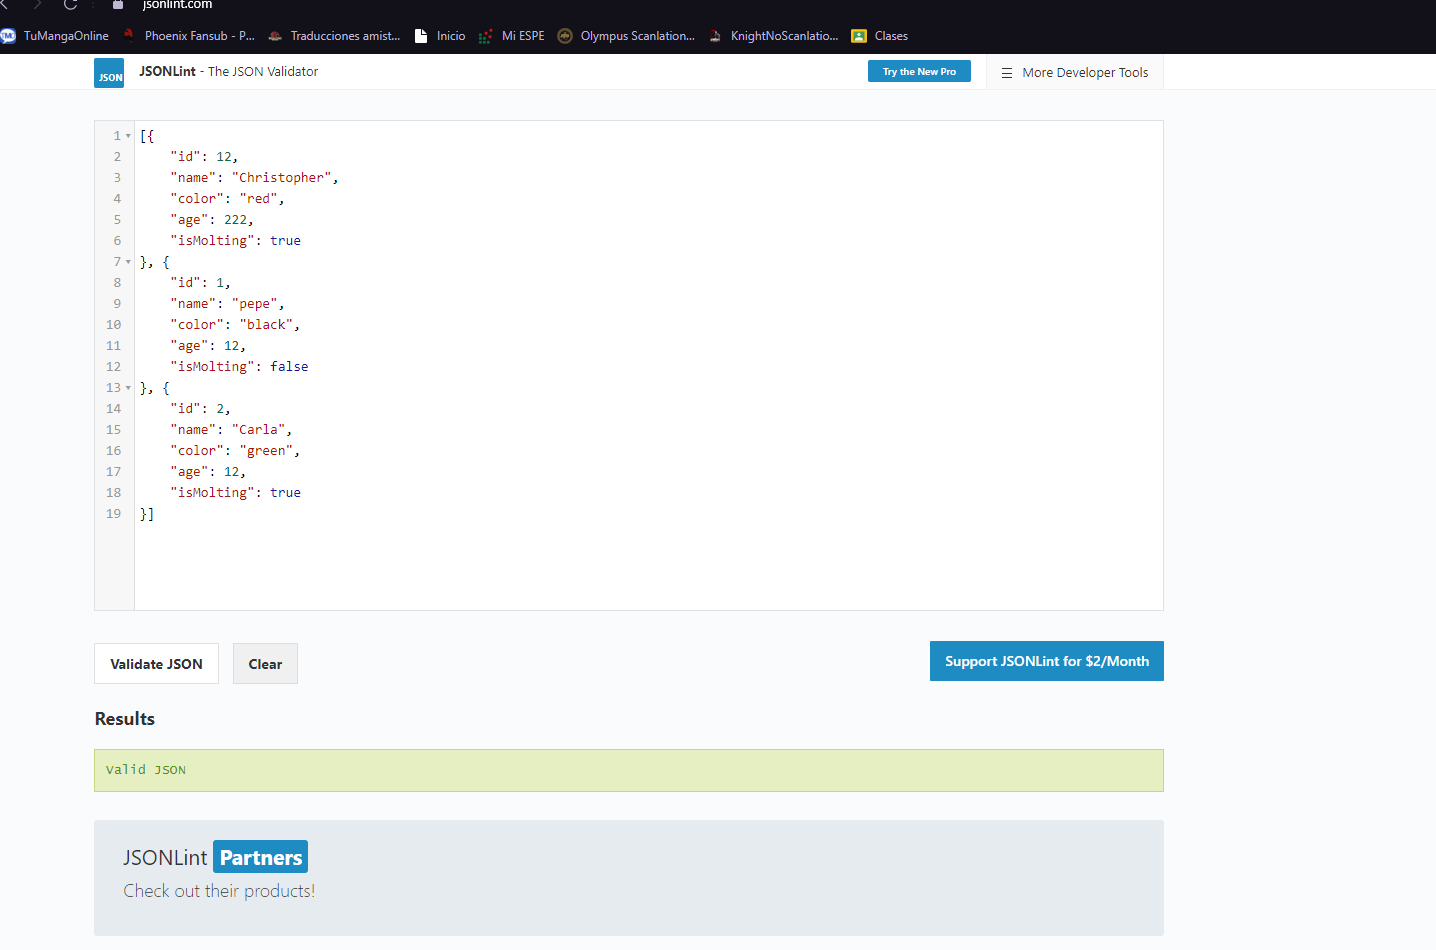 jsonlint.com
TuMangaOnline Phoenix Fansub - P... Traducciones amist... Inicio Mi ESPE Olympus Scanlation... KnightNoScanlatio... Clases
JSON JSONLint - The JSON Validator Try the New Pro More Developer Tools
1 [{
2 "id": 12,
3 "name": "Christopher",
4 "color": "red",
5 "age": 222,
6 "isMolting": true
7 }, {
8 "id": 1,
9 "name": "pepe",
10 "color": "black",
11 "age": 12,
12 "isMolting": false
13 }, {
14 "id": 2,
15 "name": "Carla",
16 "color": "green",
17 "age": 12,
18 "isMolting": true
19 }]
Validate JSON Clear Support JSONLint for $2/Month
Results
Valid JSON
JSONLint Partners
Check out their products!